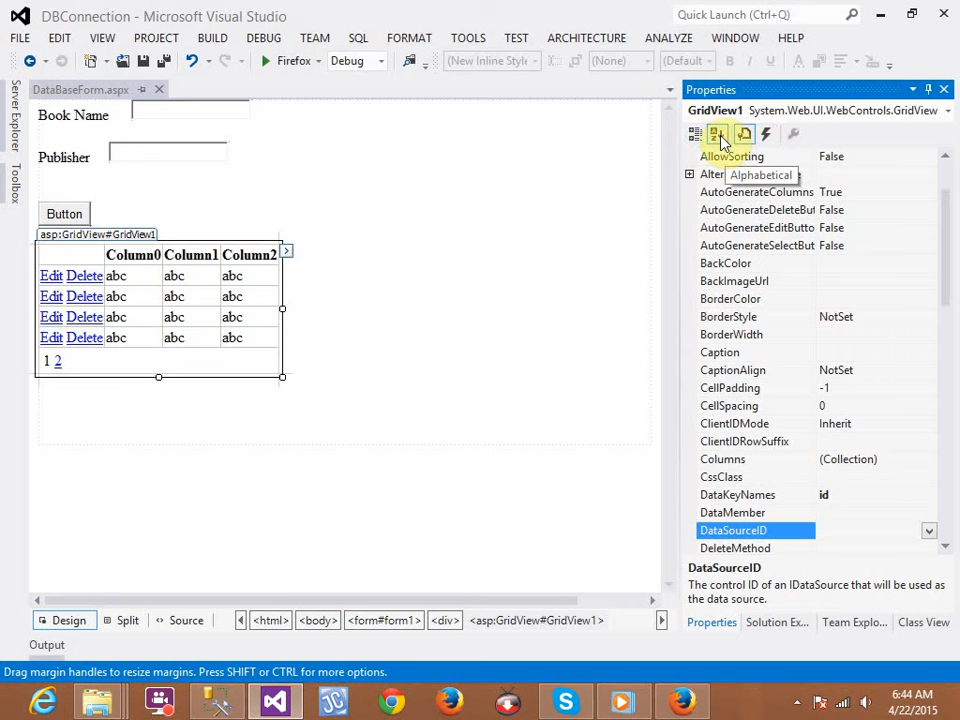 DBConnection - Microsoft Visual Studio
Quick Launch (Ctrl+Q)
FILE EDIT VIEW PROJECT BUILD DEBUG TEAM SQL FORMAT TOOLS TEST ARCHITECTURE ANALYZE WINDOW HELP
Firefox Debug (New Inline Style (None) (Default B I U A
Server Explorer
Toolbox
DataBaseForm.aspx
Book Name
Publisher
Button
asp:GridView#GridView1
Column0 Column1 Column2
Edit Delete abc abc abc
Edit Delete abc abc abc
Edit Delete abc abc abc
Edit Delete abc abc abc
1 2
Properties
GridView1 System.Web.UI.WebControls.GridView
AllowSorting False
Alter
Alphabetical
AutoGenerateColumns True
AutoGenerateDeleteBut False
AutoGenerateEditButto False
AutoGenerateSelectBut False
BackColor
BackImageUrl
BorderColor
BorderStyle NotSet
BorderWidth
Caption
CaptionAlign NotSet
CellPadding -1
CellSpacing 0
ClientIDMode Inherit
ClientIDRowSuffix
Columns (Collection)
CssClass
DataKeyNames id
DataMember
DataSourceID
DeleteMethod
DataSourceID
The control ID of an IDataSource that will be used as
the data source.
Properties Solution Ex... Team Explo... Class View
Design Split Source <html> <body> <form#form1> <div> <asp:GridView#GridView1>
Output
Drag margin handles to resize margins. Press SHIFT or CTRL for more options.
6:44 AM
4/22/2015